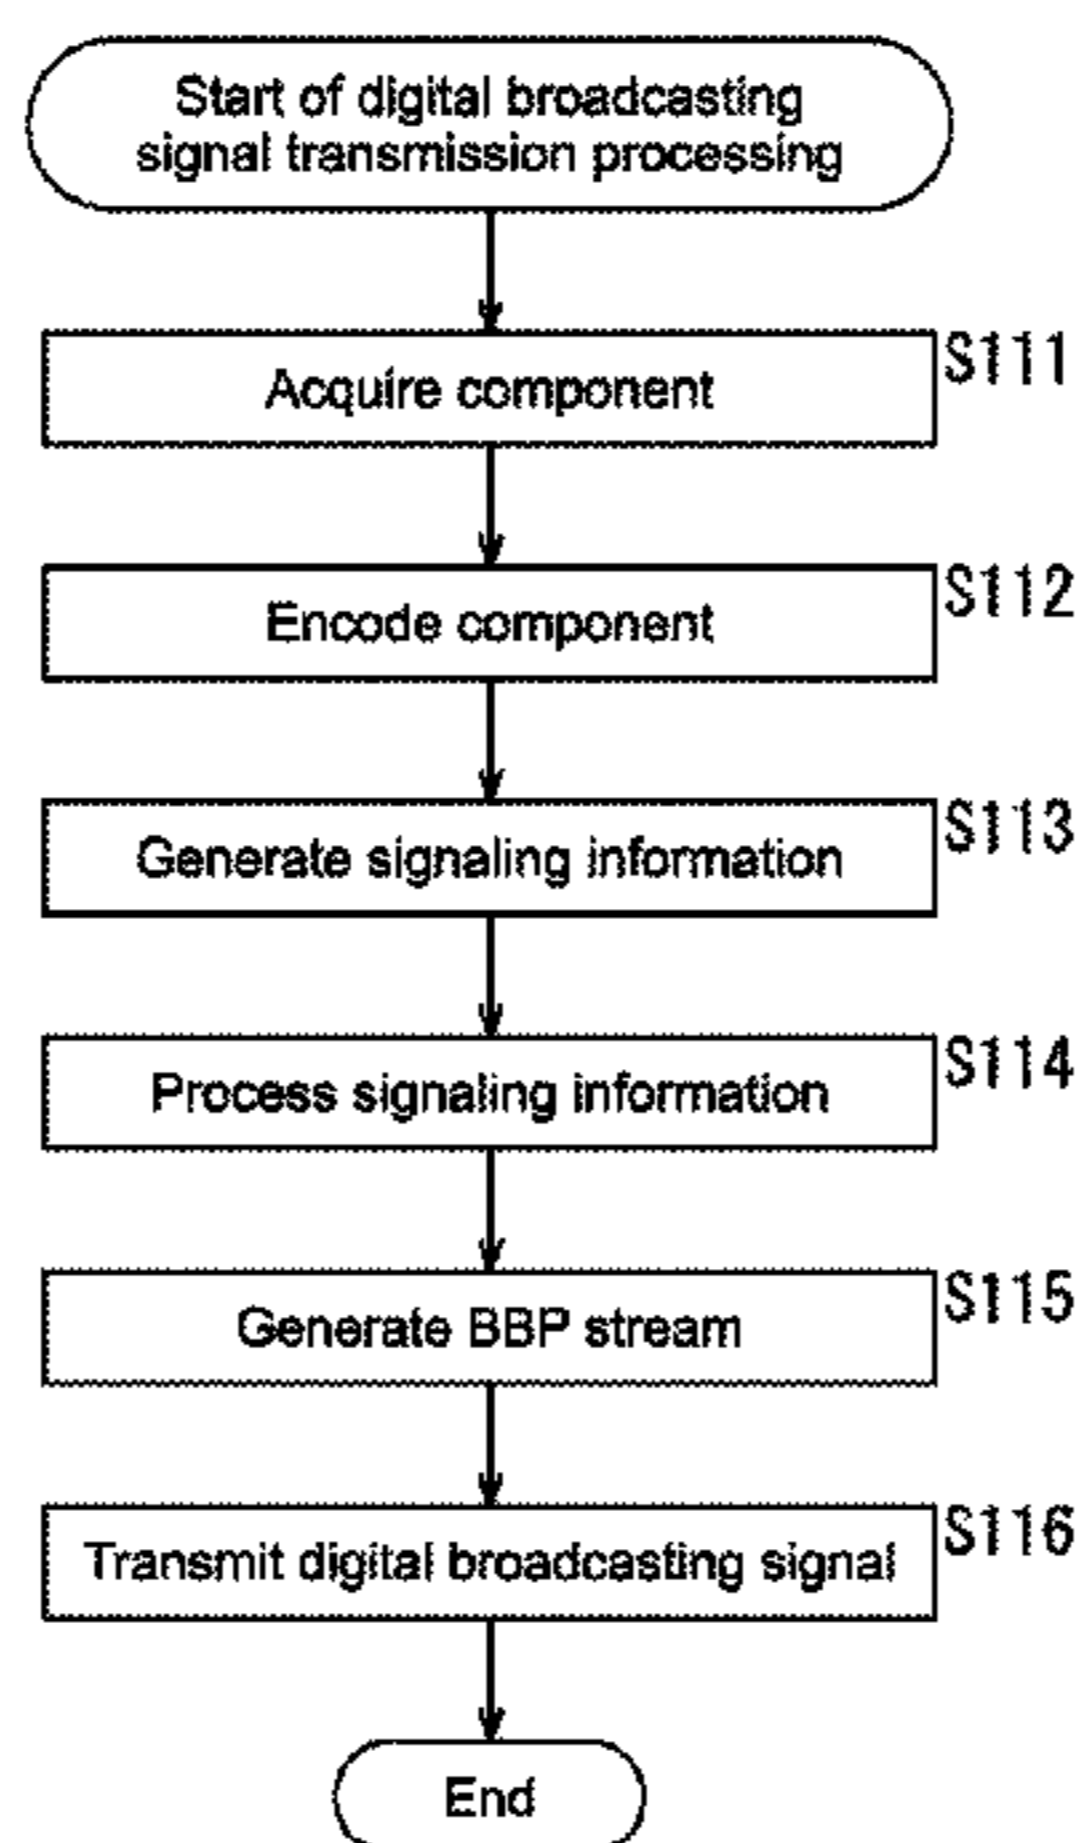 Start of digital broadcasting
signal transmission processing
Acquire component
S111
Encode component
S112
Generate signaling information
S113
Process signaling information
S114
Generate BBP stream
S115
Transmit digital broadcasting signal
S116
End